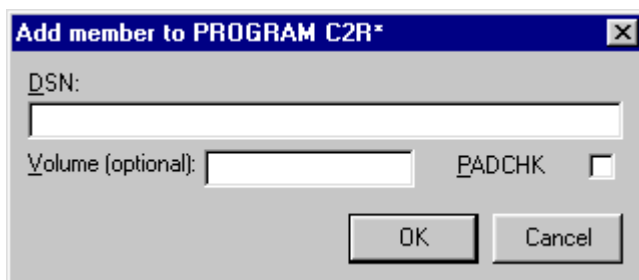 Add member to PROGRAM C2R*
DSN:
Volume (optional): PADCHK
OK Cancel